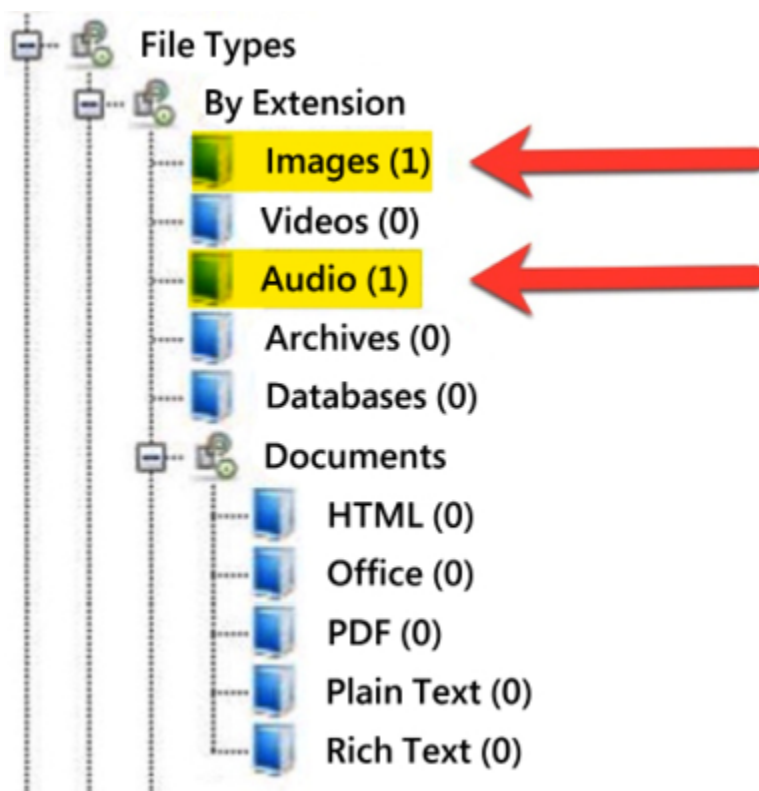 File Types
By Extension
Images (1)
Videos (0)
Audio (1)
Archives (0)
Databases (0)
Documents
HTML (0)
Office (0)
PDF (0)
Plain Text (0)
Rich Text (0)